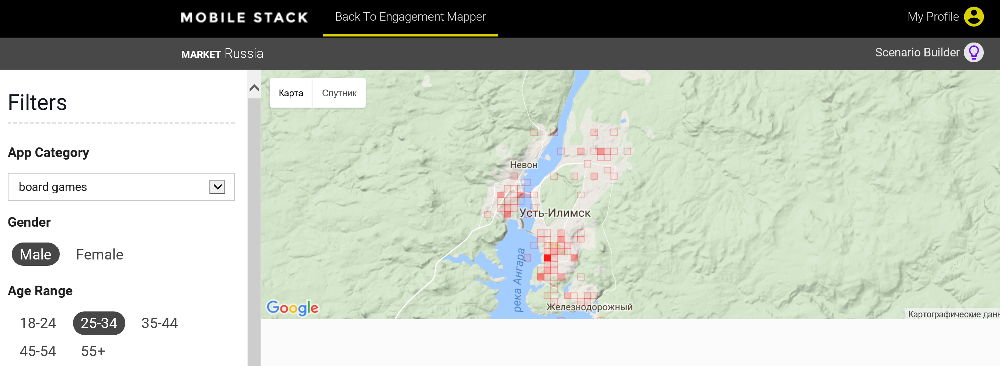 MOBILE STACK
Back To Engagement Mapper
My Profile
MARKET Russia
Scenario Builder
Filters
App Category
board games
Gender
Male
Female
Age Range
18-24
25-34
35-44
45-54
55+
Карта
Спутник
Невон
Усть-Илимск
река Ангара
Железнодорожный
Google
Картографические